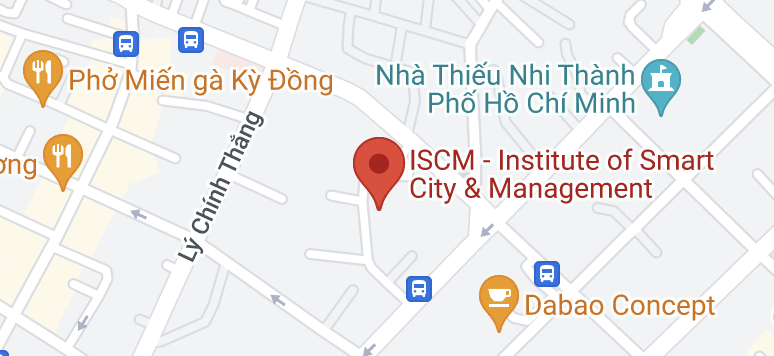 Phở Miến gà Kỳ Đồng
Nhà Thiếu Nhi Thành
Phố Hồ Chí Minh
ISCM - Institute of Smart
City & Management
Lý Chính Thắng
Dabao Concept